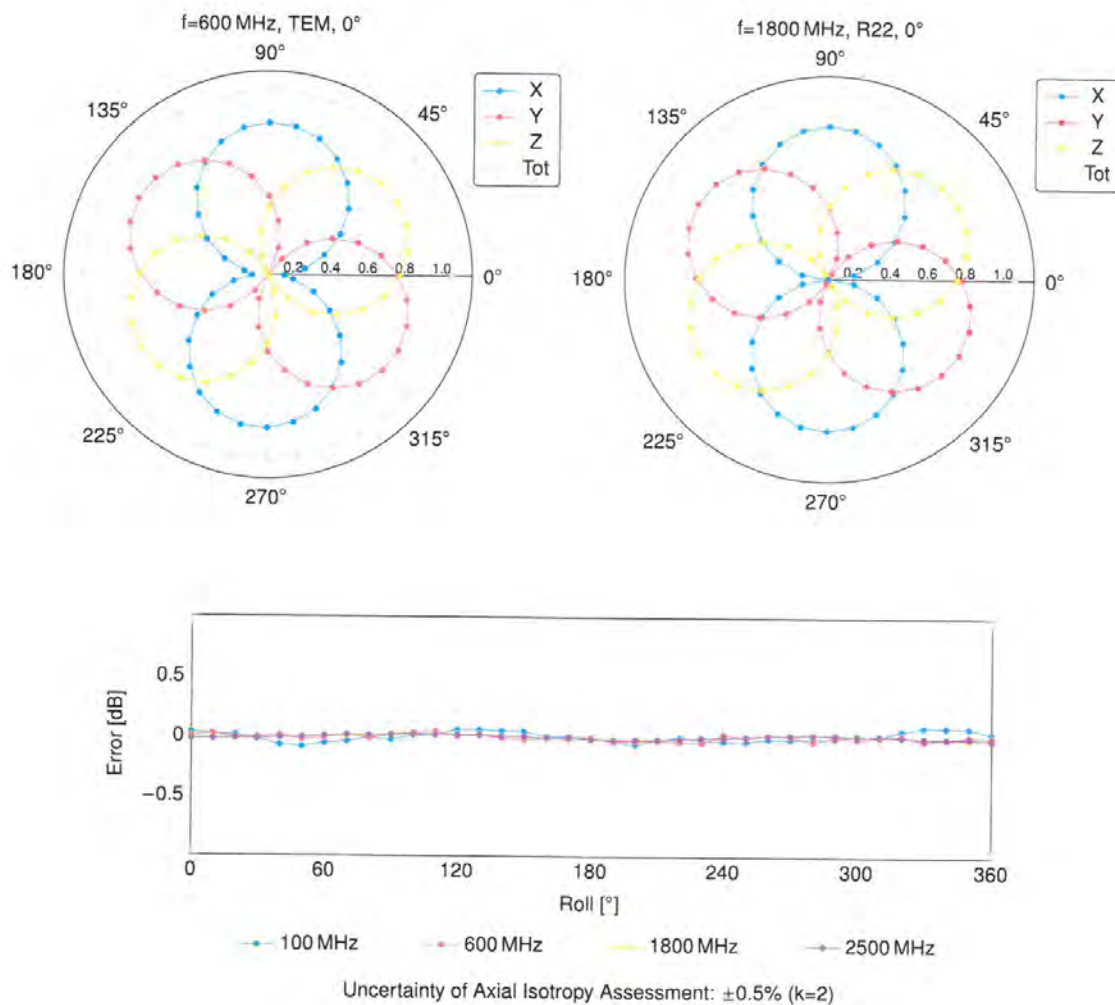 f=600 MHz, TEM, 0°
90°
135°
45°
180°
0.2 0.4 0.6 0.8 1.0
0°
225°
315°
270°
X
Y
Z
Tot
f=1800 MHz, R22, 0°
90°
135°
45°
180°
0.2 0.4 0.6 0.8 1.0
0°
225°
315°
270°
X
Y
Z
Tot
Error [dB]
0.5
0
−0.5
0 60 120 180 240 300 360
Roll [°]
100 MHz 600 MHz 1800 MHz 2500 MHz
Uncertainty of Axial Isotropy Assessment: ±0.5% (k=2)